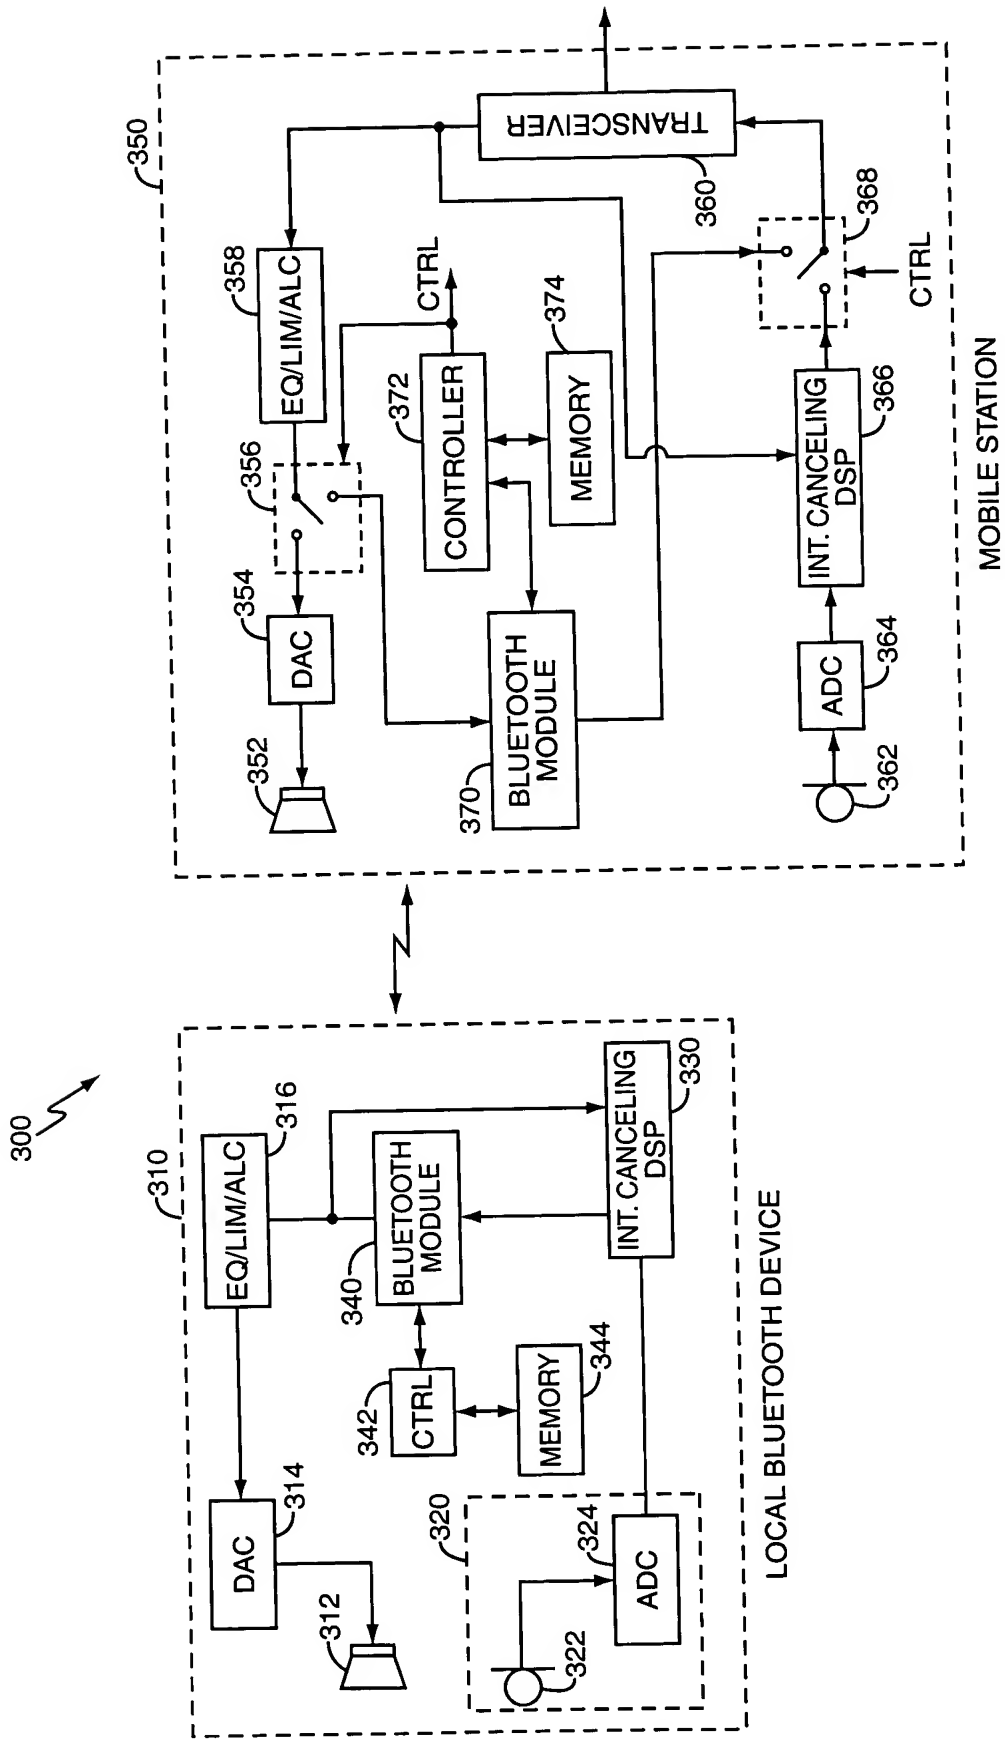 300
310
EQ/LIM/ALC
316
DAC
314
312
BLUETOOTH
MODULE
340
CTRL
342
MEMORY
344
INT. CANCELING
DSP
330
320
322
324
ADC
LOCAL BLUETOOTH DEVICE
350
352
DAC
354
356
EQ/LIM/ALC
358
CTRL
CONTROLLER
372
MEMORY
374
BLUETOOTH
MODULE
370
TRANSCEIVER
360
362
ADC
364
INT. CANCELING
DSP
366
368
CTRL
MOBILE STATION